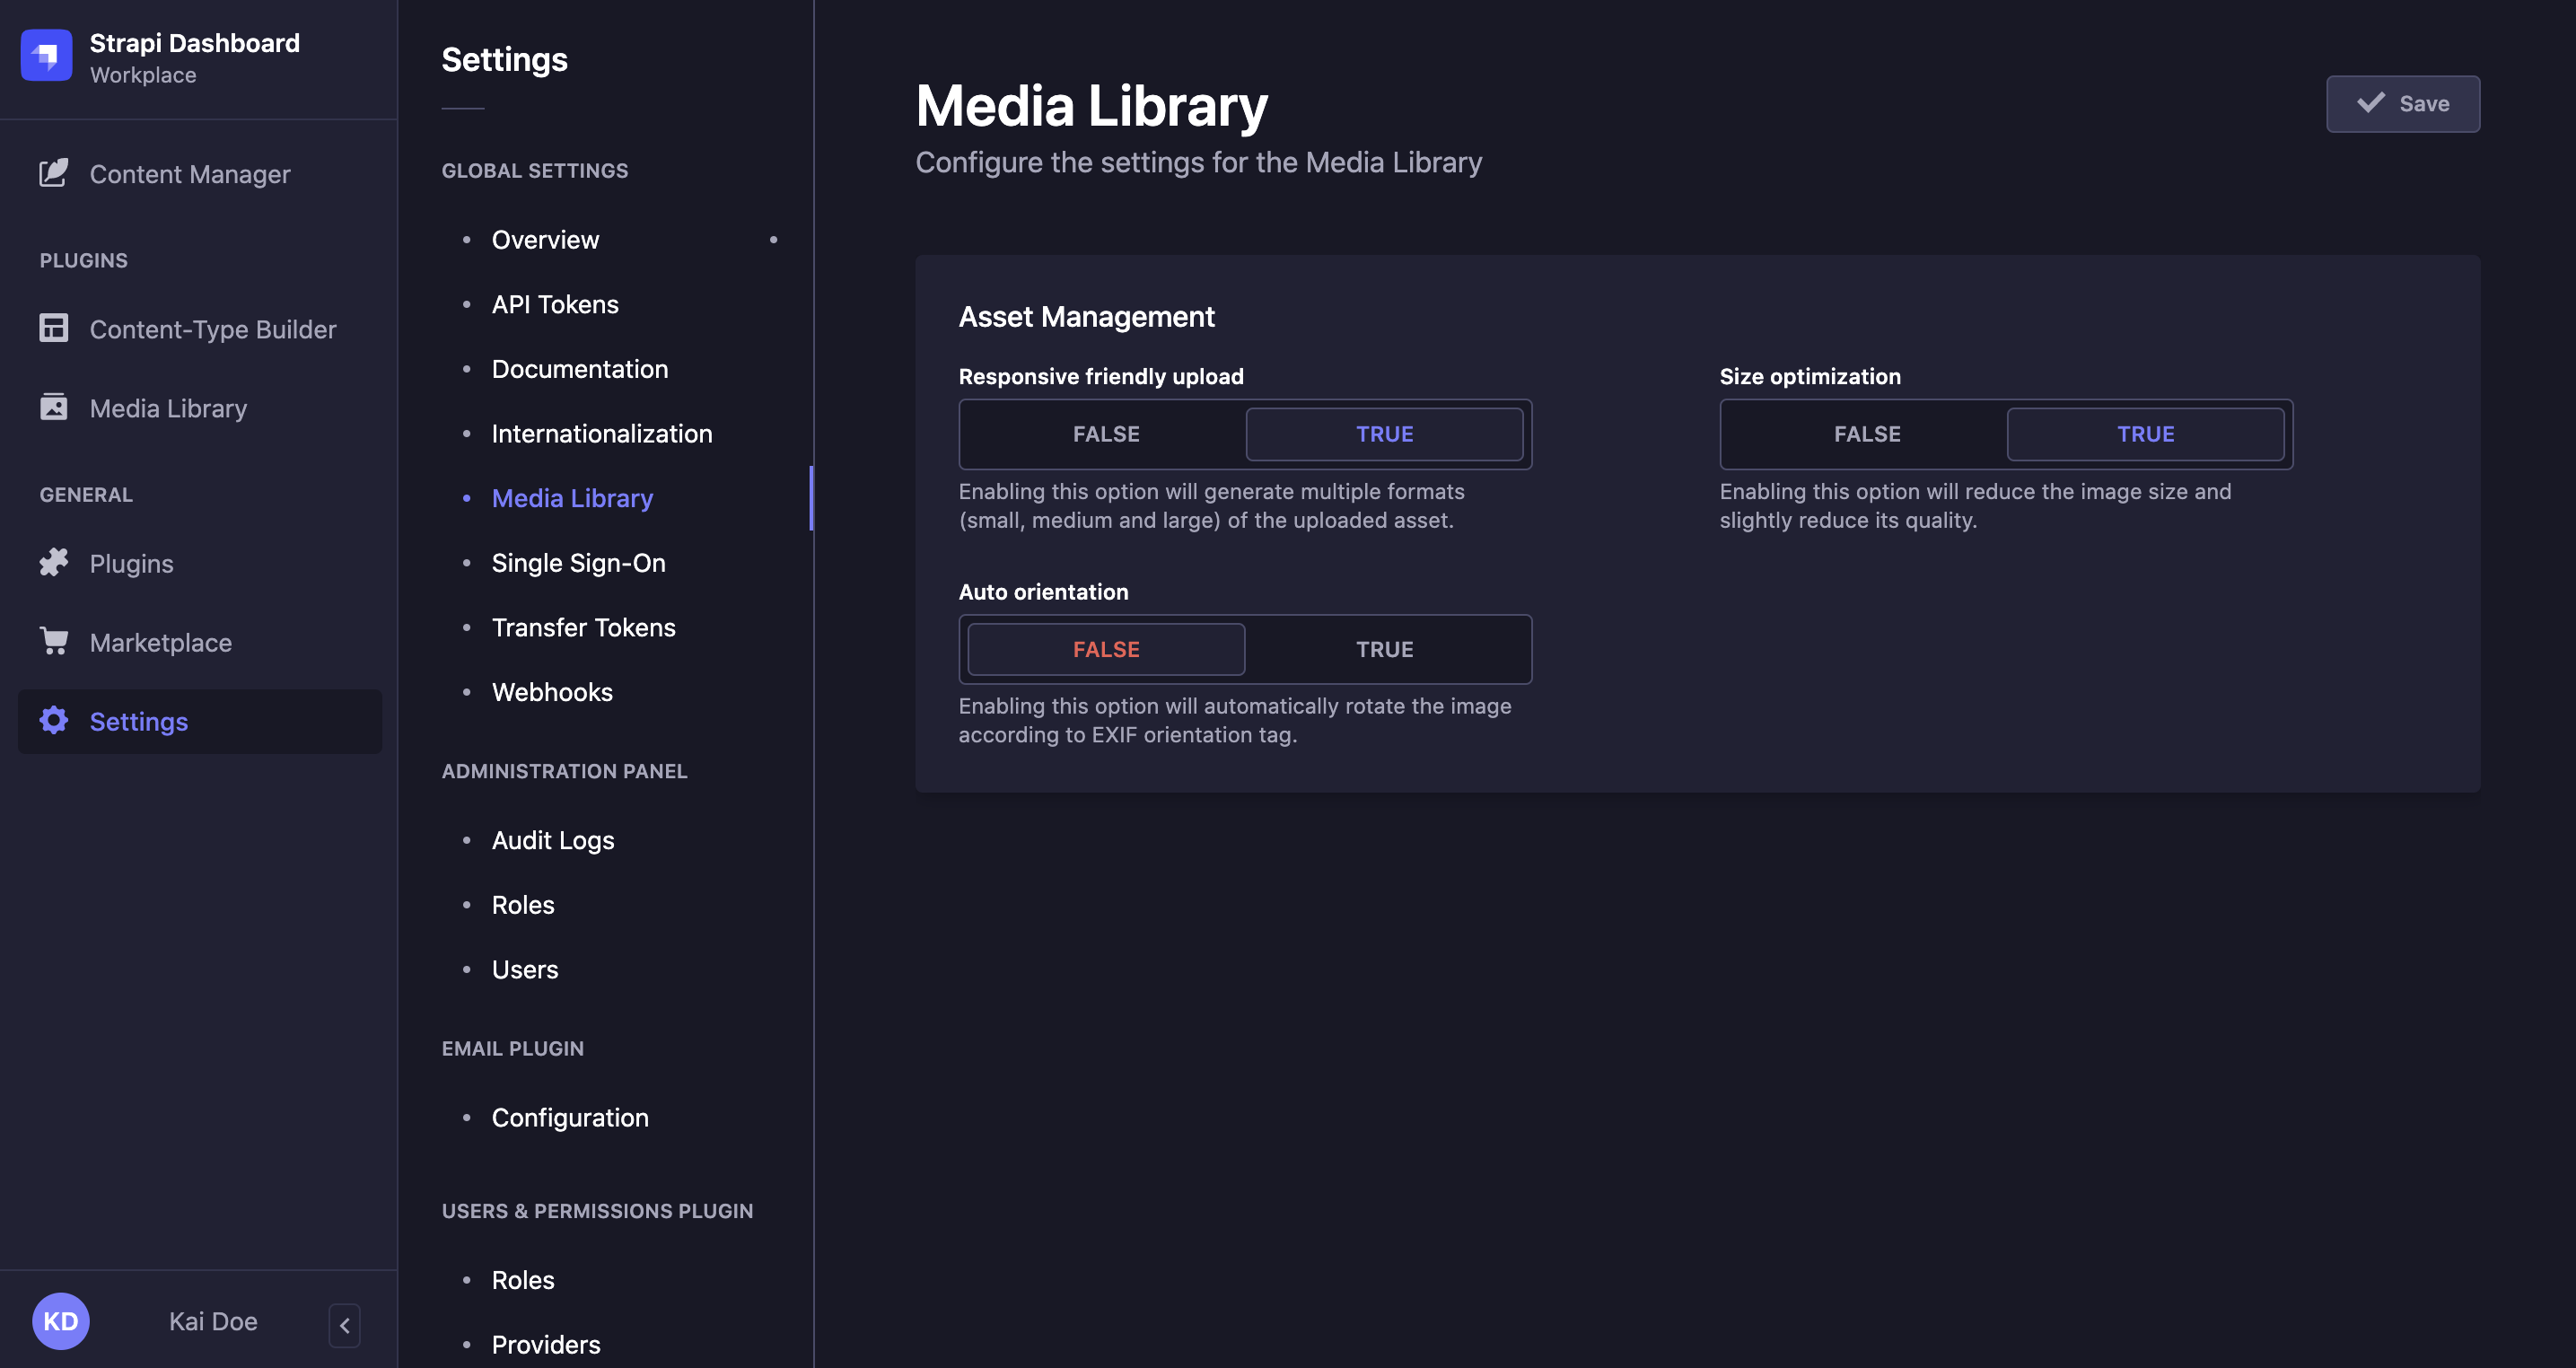 Strapi Dashboard
Workplace
Content Manager
PLUGINS
Content-Type Builder
Media Library
GENERAL
Plugins
Marketplace
Settings
KD
Kai Doe
Settings
GLOBAL SETTINGS
Overview
API Tokens
Documentation
Internationalization
Media Library
Single Sign-On
Transfer Tokens
Webhooks
ADMINISTRATION PANEL
Audit Logs
Roles
Users
EMAIL PLUGIN
Configuration
USERS & PERMISSIONS PLUGIN
Roles
Providers
Media Library
Configure the settings for the Media Library
Save
Asset Management
Responsive friendly upload
FALSE TRUE
Enabling this option will generate multiple formats
(small, medium and large) of the uploaded asset.
Size optimization
FALSE TRUE
Enabling this option will reduce the image size and
slightly reduce its quality.
Auto orientation
FALSE TRUE
Enabling this option will automatically rotate the image
according to EXIF orientation tag.